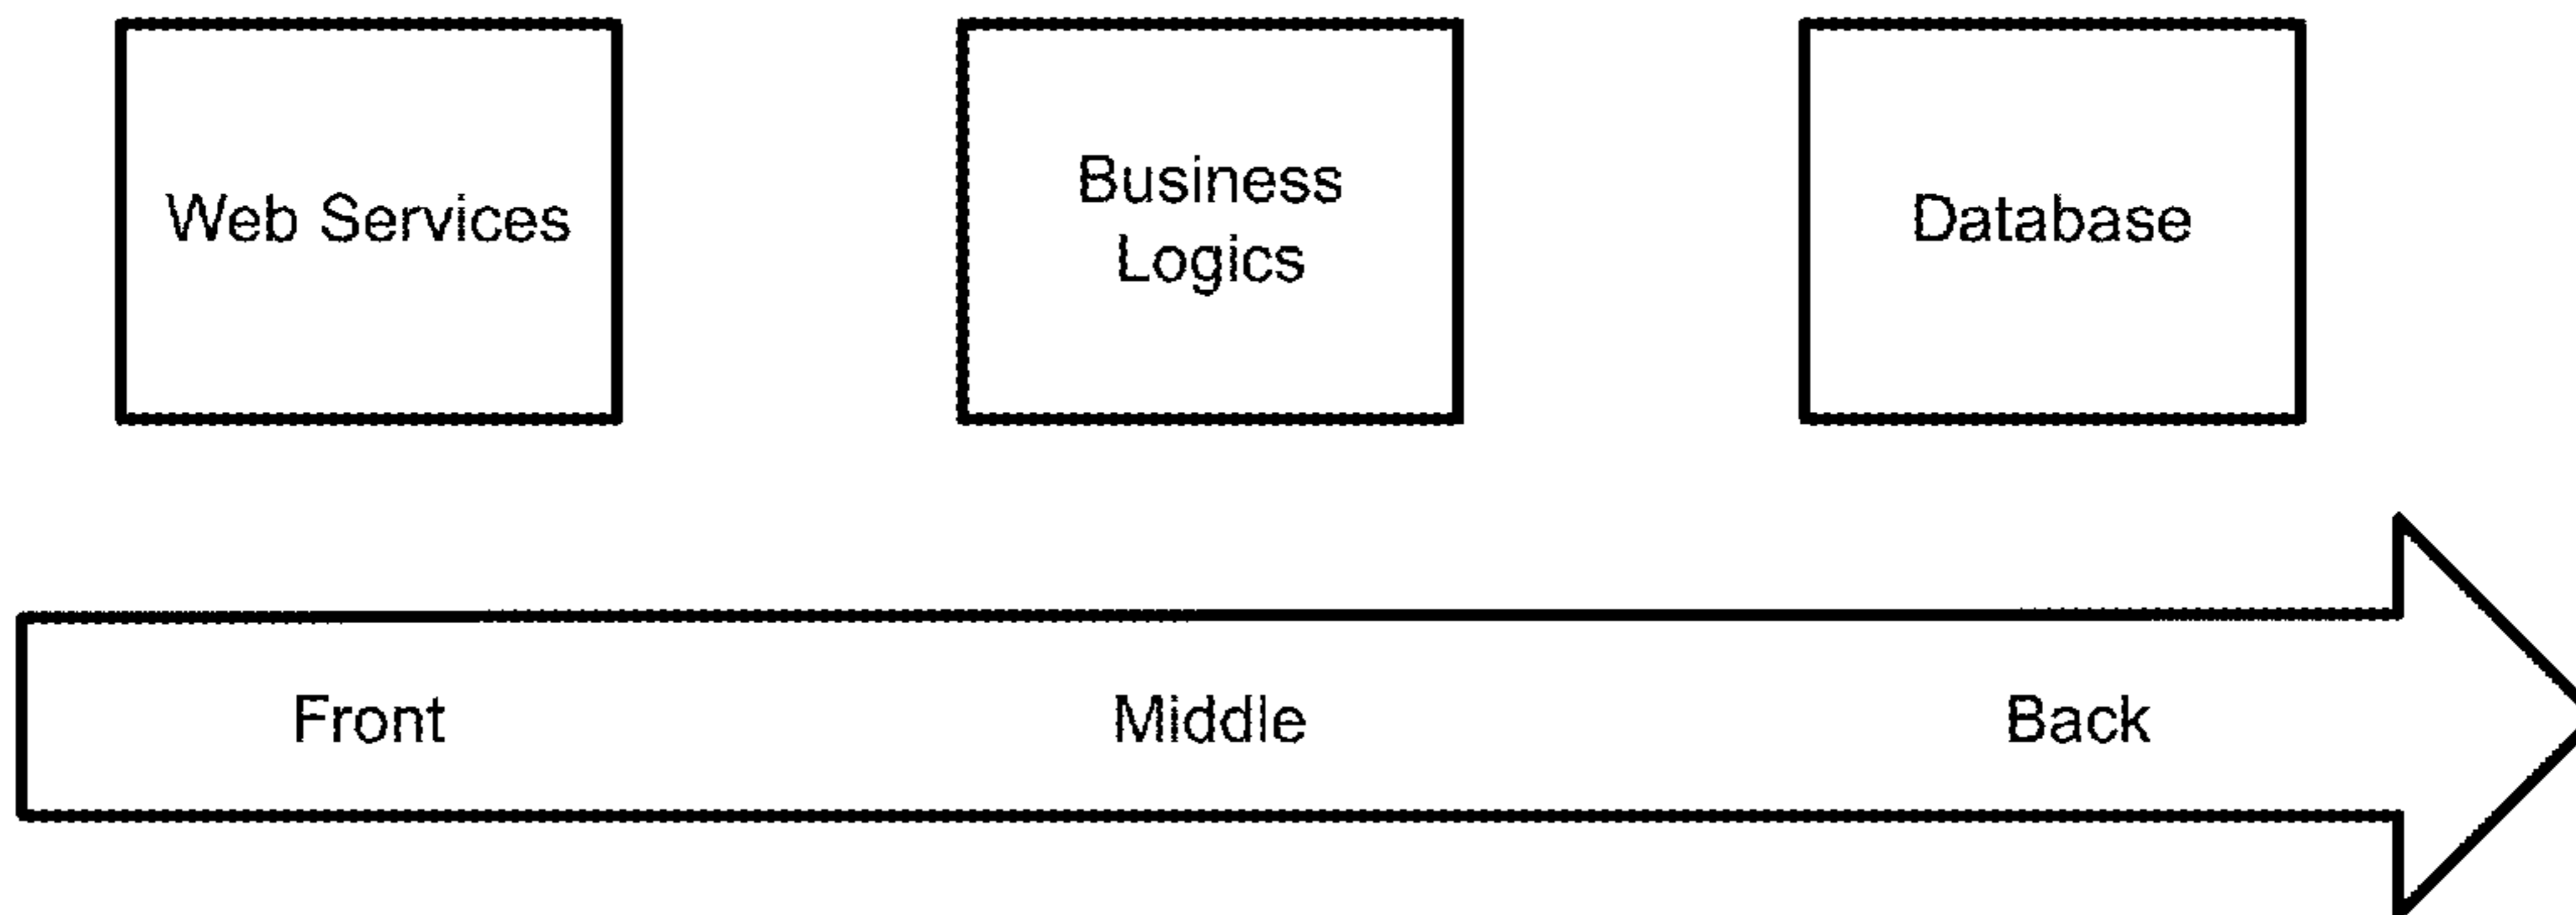 Web Services
Business
Logics
Database
Front
Middle
Back